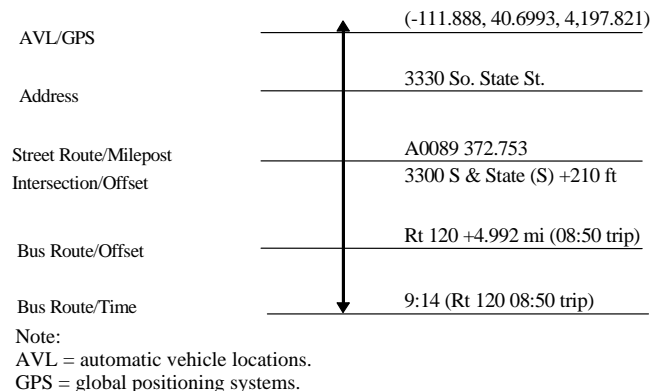 AVL/GPS (-111.888, 40.6993, 4,197.821)
Address 3330 So. State St.
Street Route/Milepost A0089 372.753
Intersection/Offset 3300 S & State (S) +210 ft
Bus Route/Offset Rt 120 +4.992 mi (08:50 trip)
Bus Route/Time 9:14 (Rt 120 08:50 trip)
Note:
AVL = automatic vehicle locations.
GPS = global positioning systems.